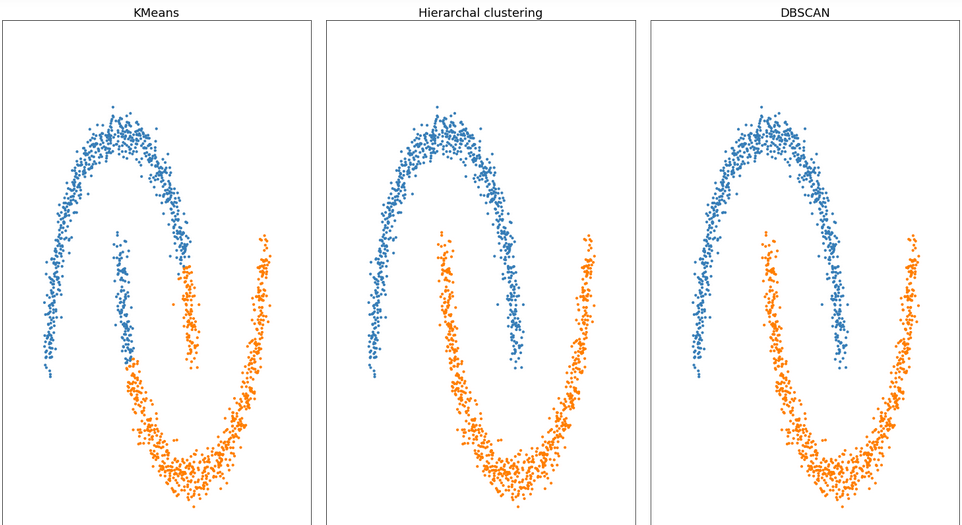 KMeans
Hierarchal clustering
DBSCAN